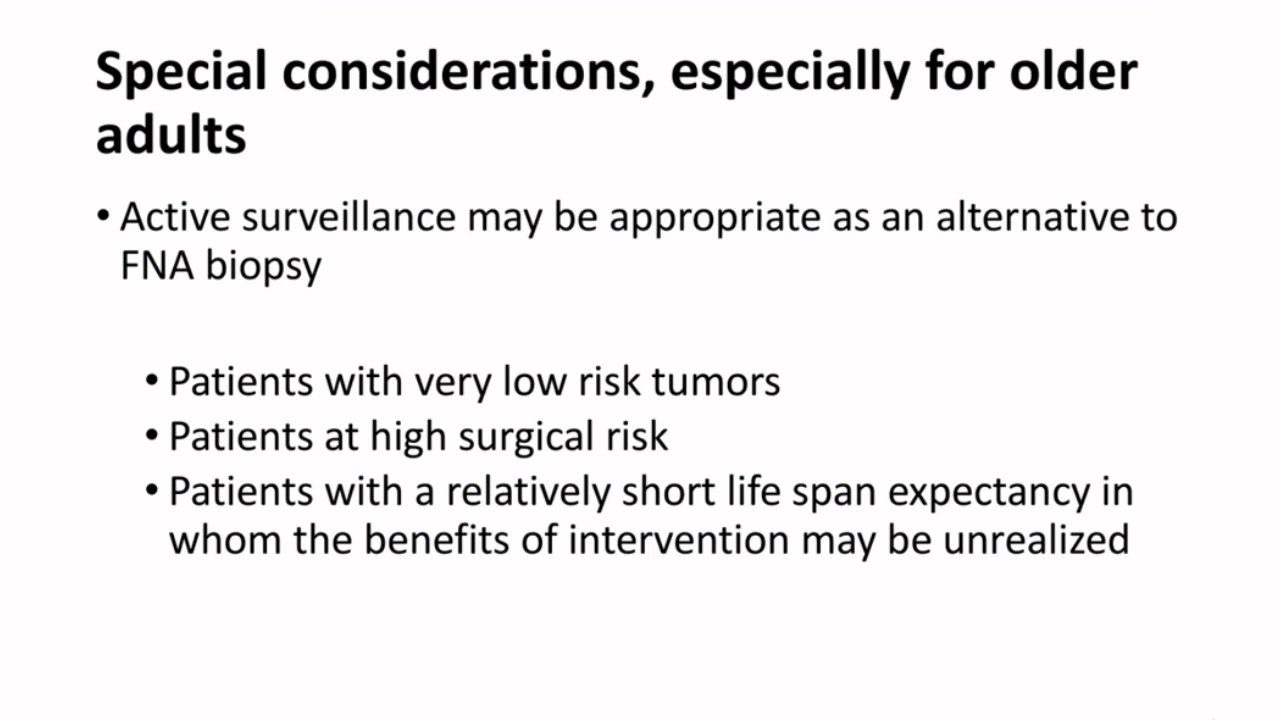 Special considerations, especially for older
adults
• Active surveillance may be appropriate as an alternative to
FNA biopsy
• Patients with very low risk tumors
• Patients at high surgical risk
• Patients with a relatively short life span expectancy in
whom the benefits of intervention may be unrealized